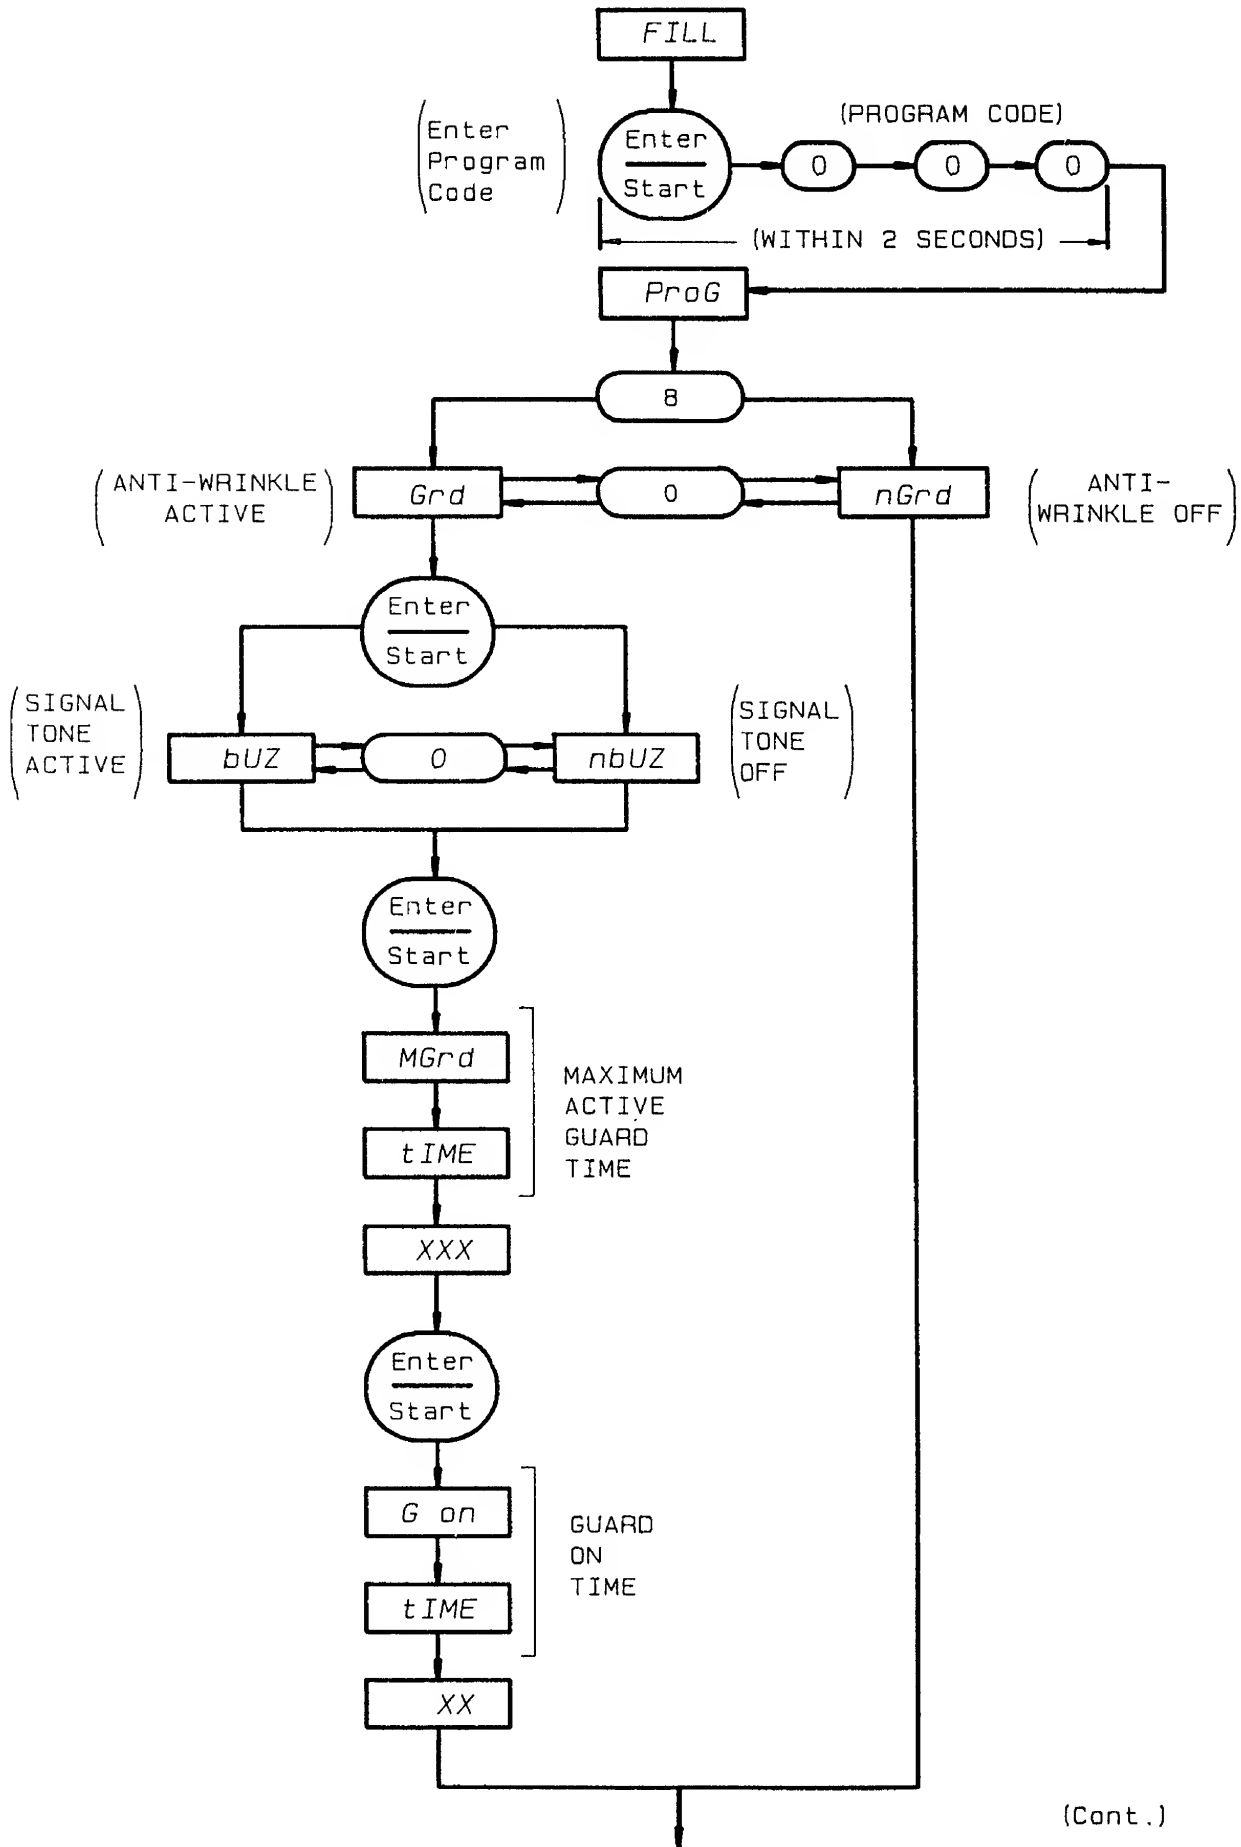 FILL
(PROGRAM CODE)
(Enter
Program
Code)
Enter
Start
0
0
0
(WITHIN 2 SECONDS)
ProG
8
(ANTI-WRINKLE
ACTIVE)
Grd
0
nGrd
(ANTI-
WRINKLE OFF)
Enter
Start
(SIGNAL
TONE
ACTIVE)
bUZ
0
nbUZ
(SIGNAL
TONE
OFF)
Enter
Start
MGrd
tIME
MAXIMUM
ACTIVE
GUARD
TIME
XXX
Enter
Start
G on
tIME
GUARD
ON
TIME
XX
(Cont.)